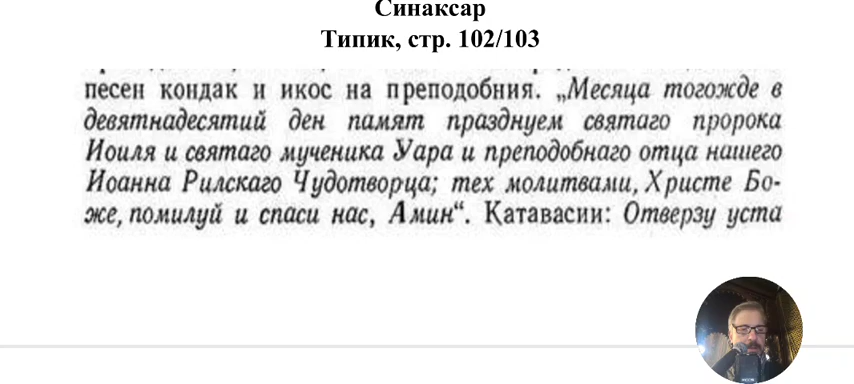 Синаксар
Типик, стр. 102/103
песен кондак и икос на преподобния. „Месяца тогожде в
девятнадесятий ден памят празднуем святаго пророка
Иоиля и святаго мученика Уара и преподобнаго отца нашего
Иоанна Рилскаго Чудотворца; тех молитвами, Христе Бо-
же, помилуй и спаси нас, Амин“. Катавасии: Отверзу уста